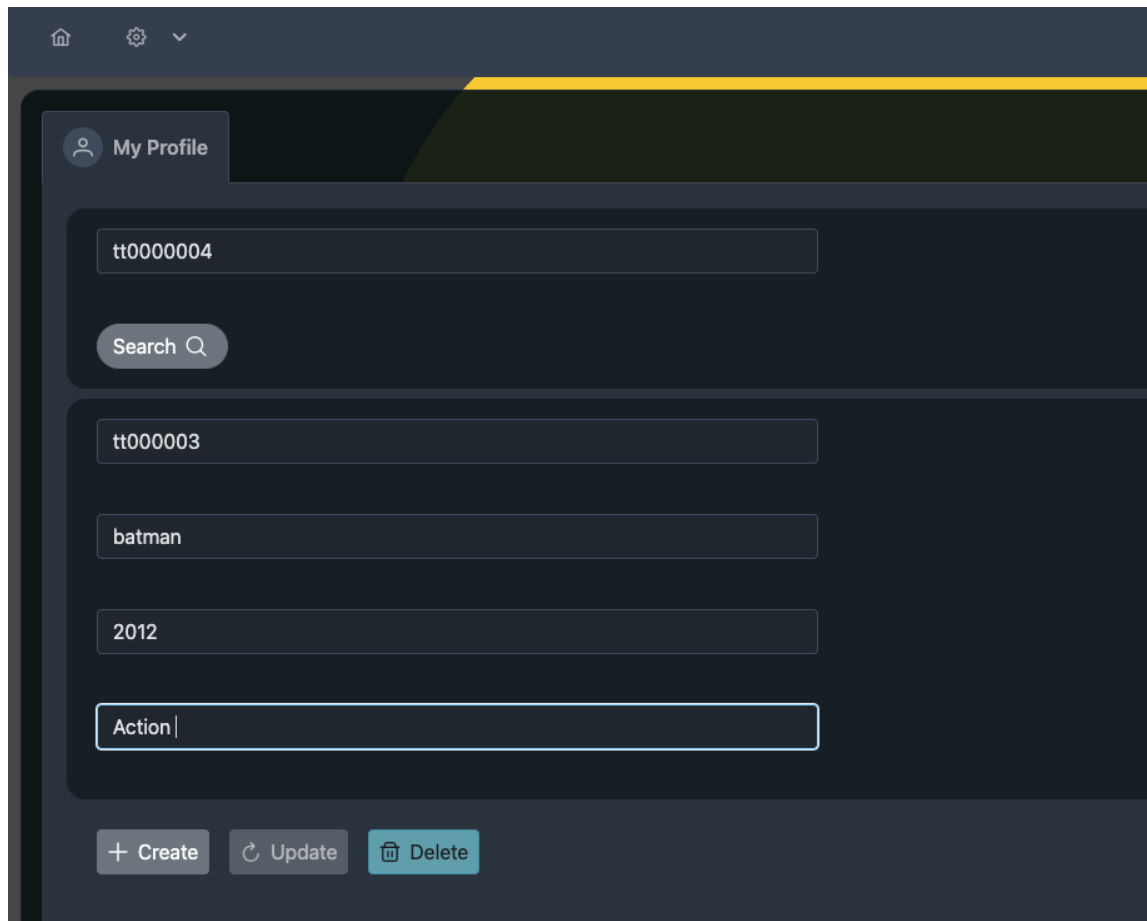 My Profile
tt0000004
Search
tt000003
batman
2012
Action
Create
Update
Delete